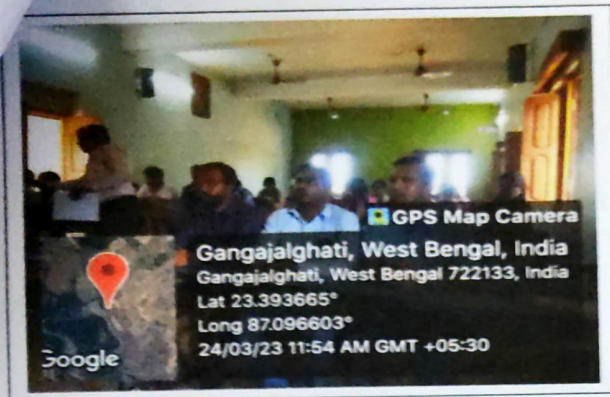 GPS Map Camera
Gangajalghati, West Bengal, India
Gangajalghati, West Bengal 722133, India
Lat 23.393665°
Long 87.096603°
24/03/23 11:54 AM GMT +05:30
Google